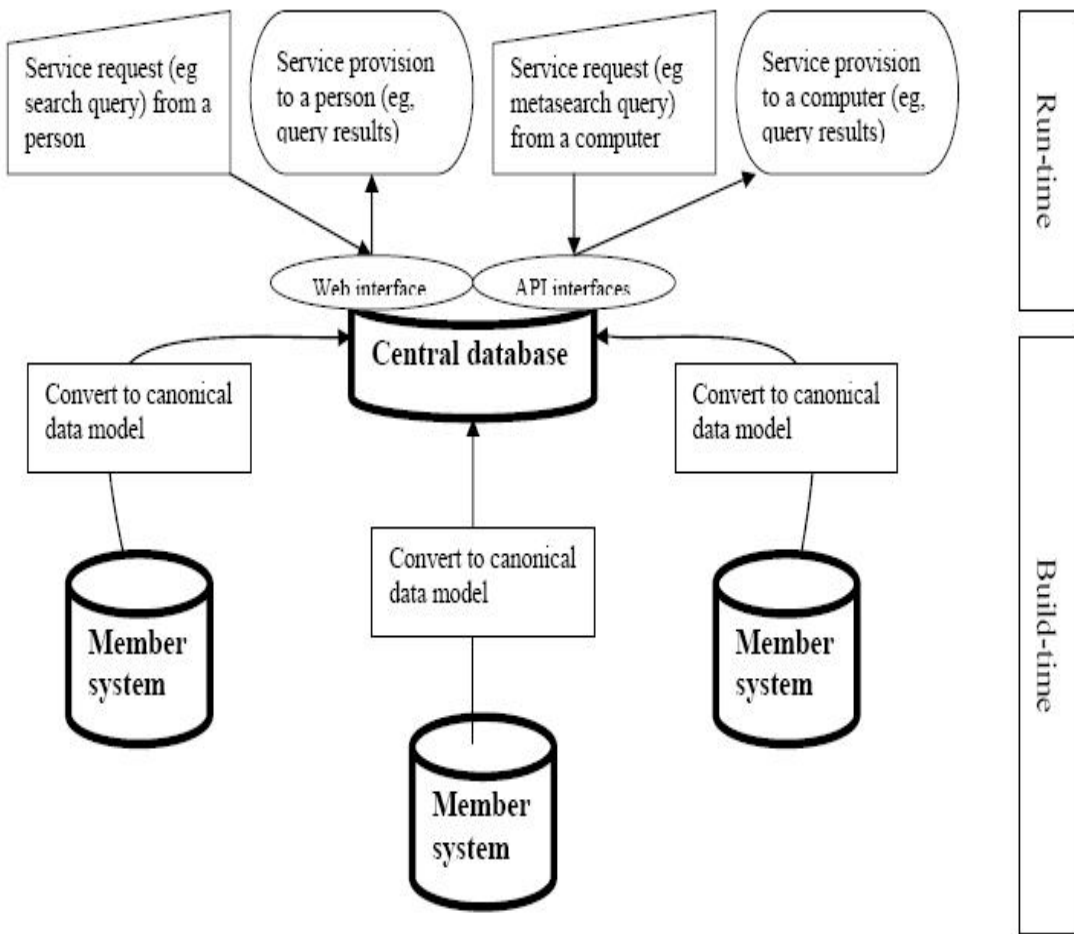 Service request (eg
search query) from a
person
Service provision
to a person (eg,
query results)
Service request (eg
metasearch query)
from a computer
Service provision
to a computer (eg,
query results)
Run-time
Web interface
API interfaces
Central database
Convert to canonical
data model
Convert to canonical
data model
Convert to canonical
data model
Member
system
Member
system
Member
system
Build-time